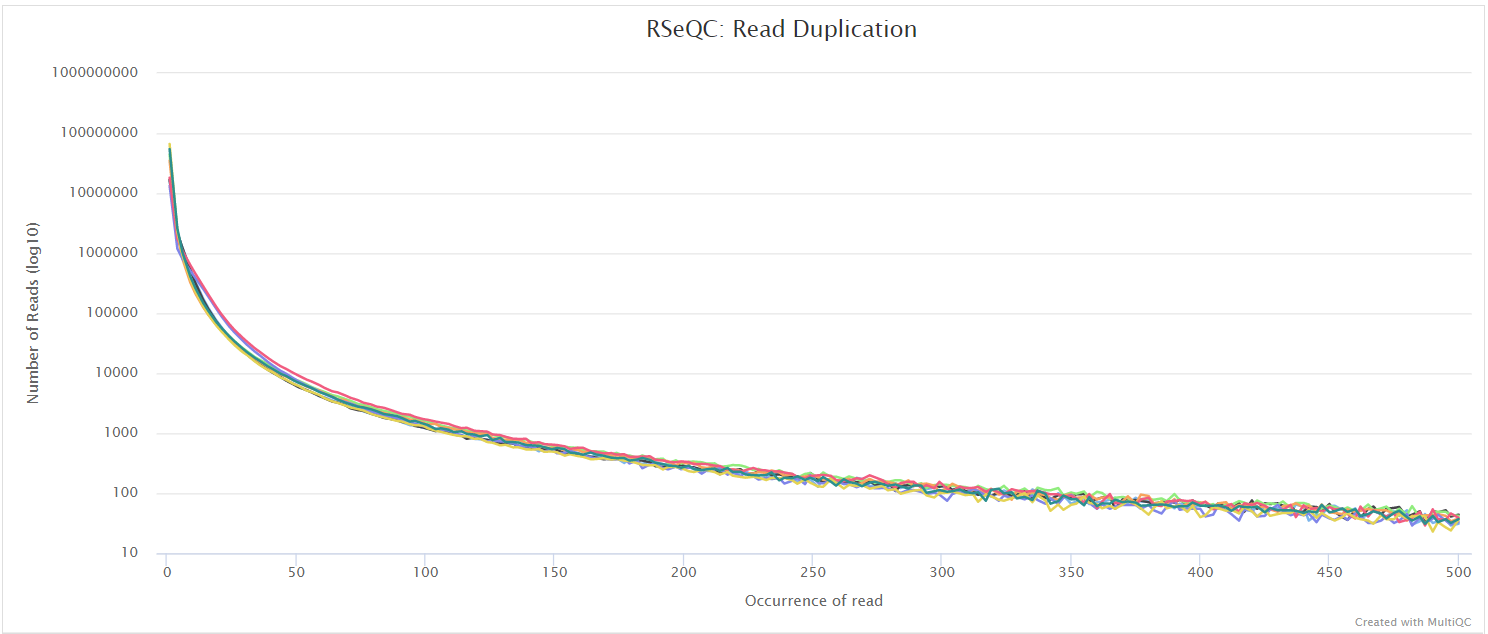 RSeQC: Read Duplication
Number of Reads (log10)
1000000000
100000000
10000000
1000000
100000
10000
1000
100
10
0 50 100 150 200 250 300 350 400 450 500
Occurrence of read
Created with MultiQC